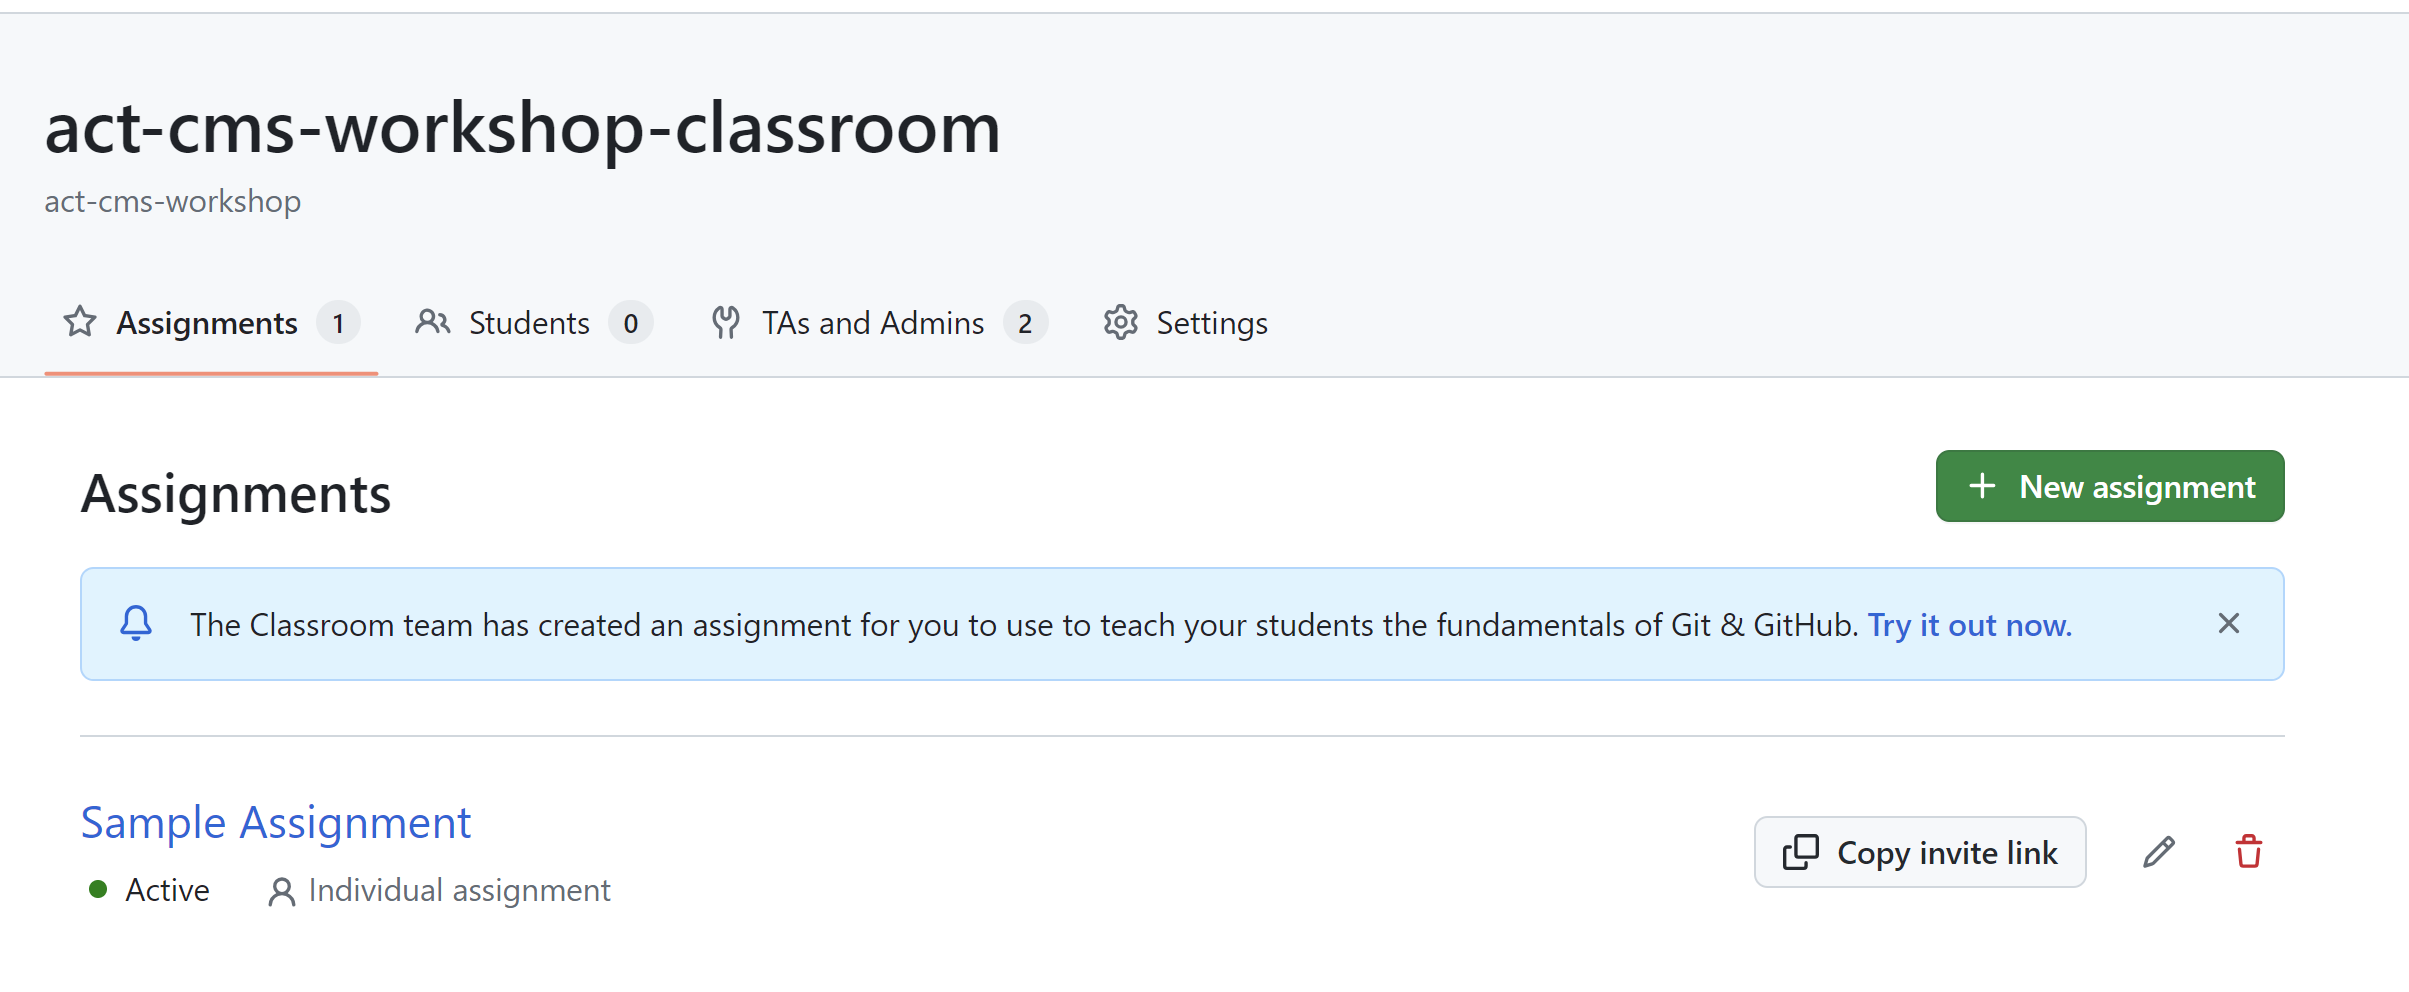 act-cms-workshop-classroom
act-cms-workshop
Assignments 1 Students 0 TAs and Admins 2 Settings
Assignments
New assignment
The Classroom team has created an assignment for you to use to teach your students the fundamentals of Git & GitHub. Try it out now.
Sample Assignment
Copy invite link
Active Individual assignment